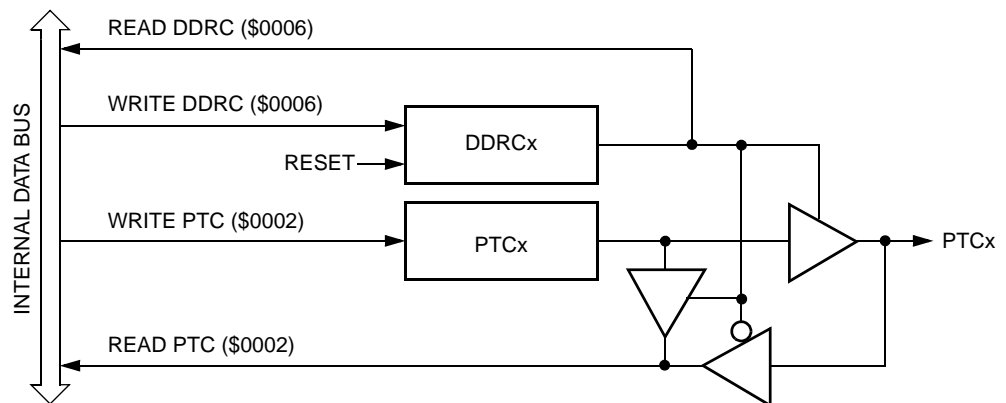 READ DDRC ($0006)
WRITE DDRC ($0006)
DDRCx
RESET
INTERNAL DATA BUS
WRITE PTC ($0002)
PTCx
PTCx
READ PTC ($0002)